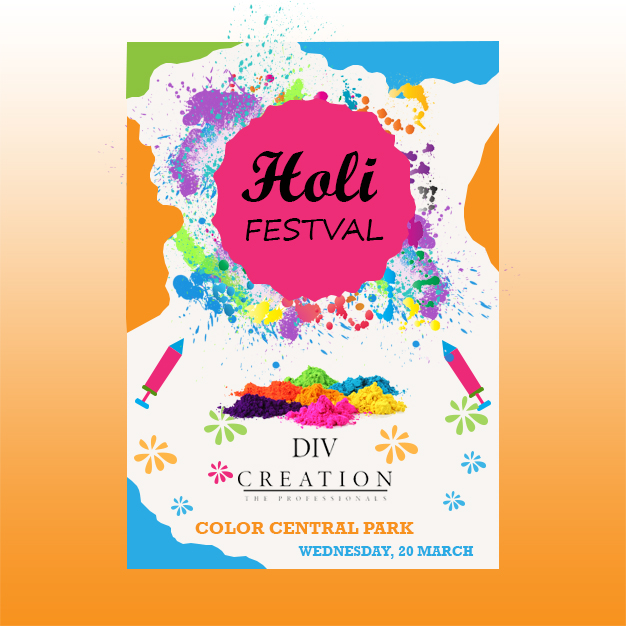 Holi
FESTVAL
DIV
CREATION
THE PROFESSIONALS
COLOR CENTRAL PARK
WEDNESDAY, 20 MARCH